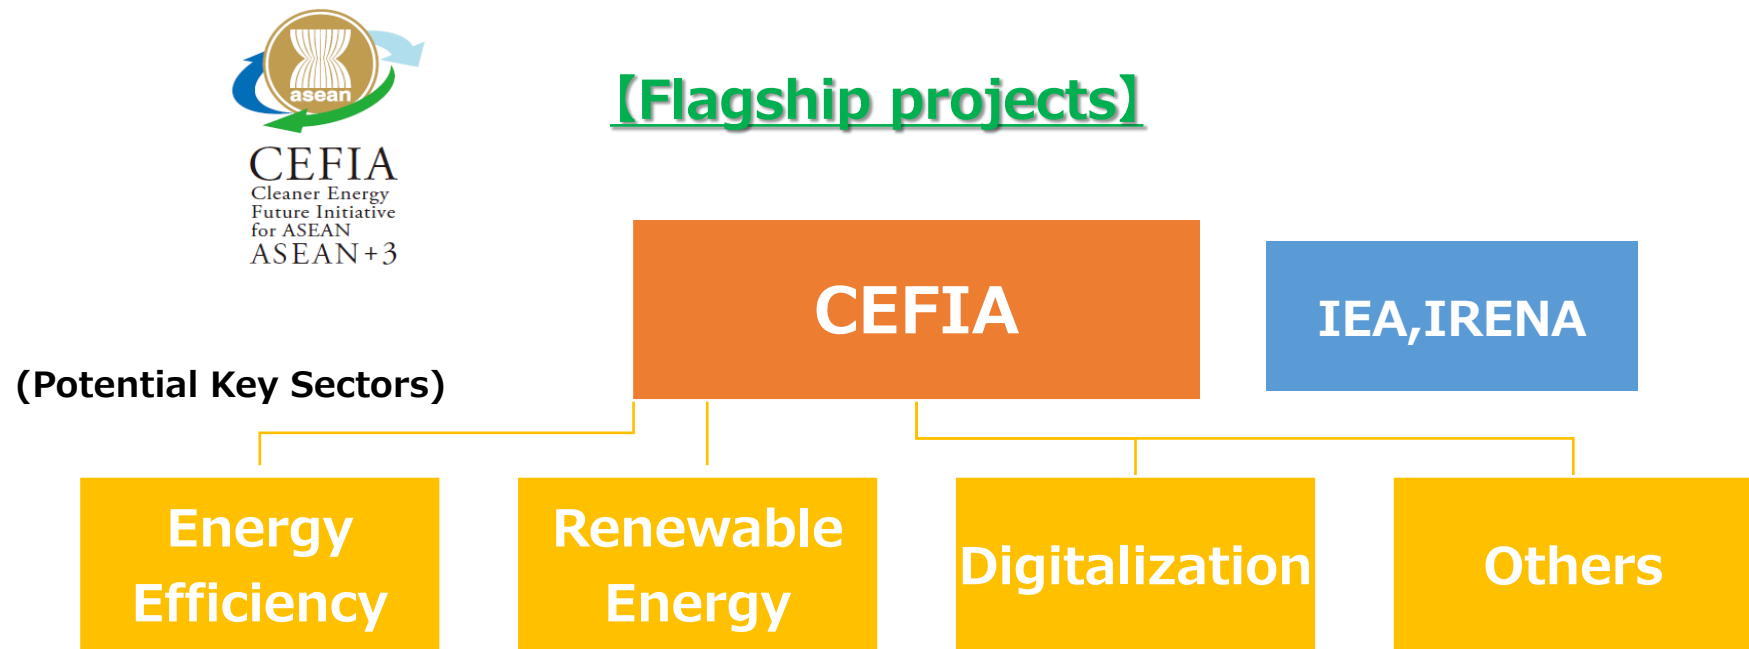 asean
CEFIA
Cleaner Energy
Future Initiative
for ASEAN
ASEAN+3
【Flagship projects】
CEFIA
IEA,IRENA
(Potential Key Sectors)
Energy
Efficiency
Renewable
Energy
Digitalization
Others